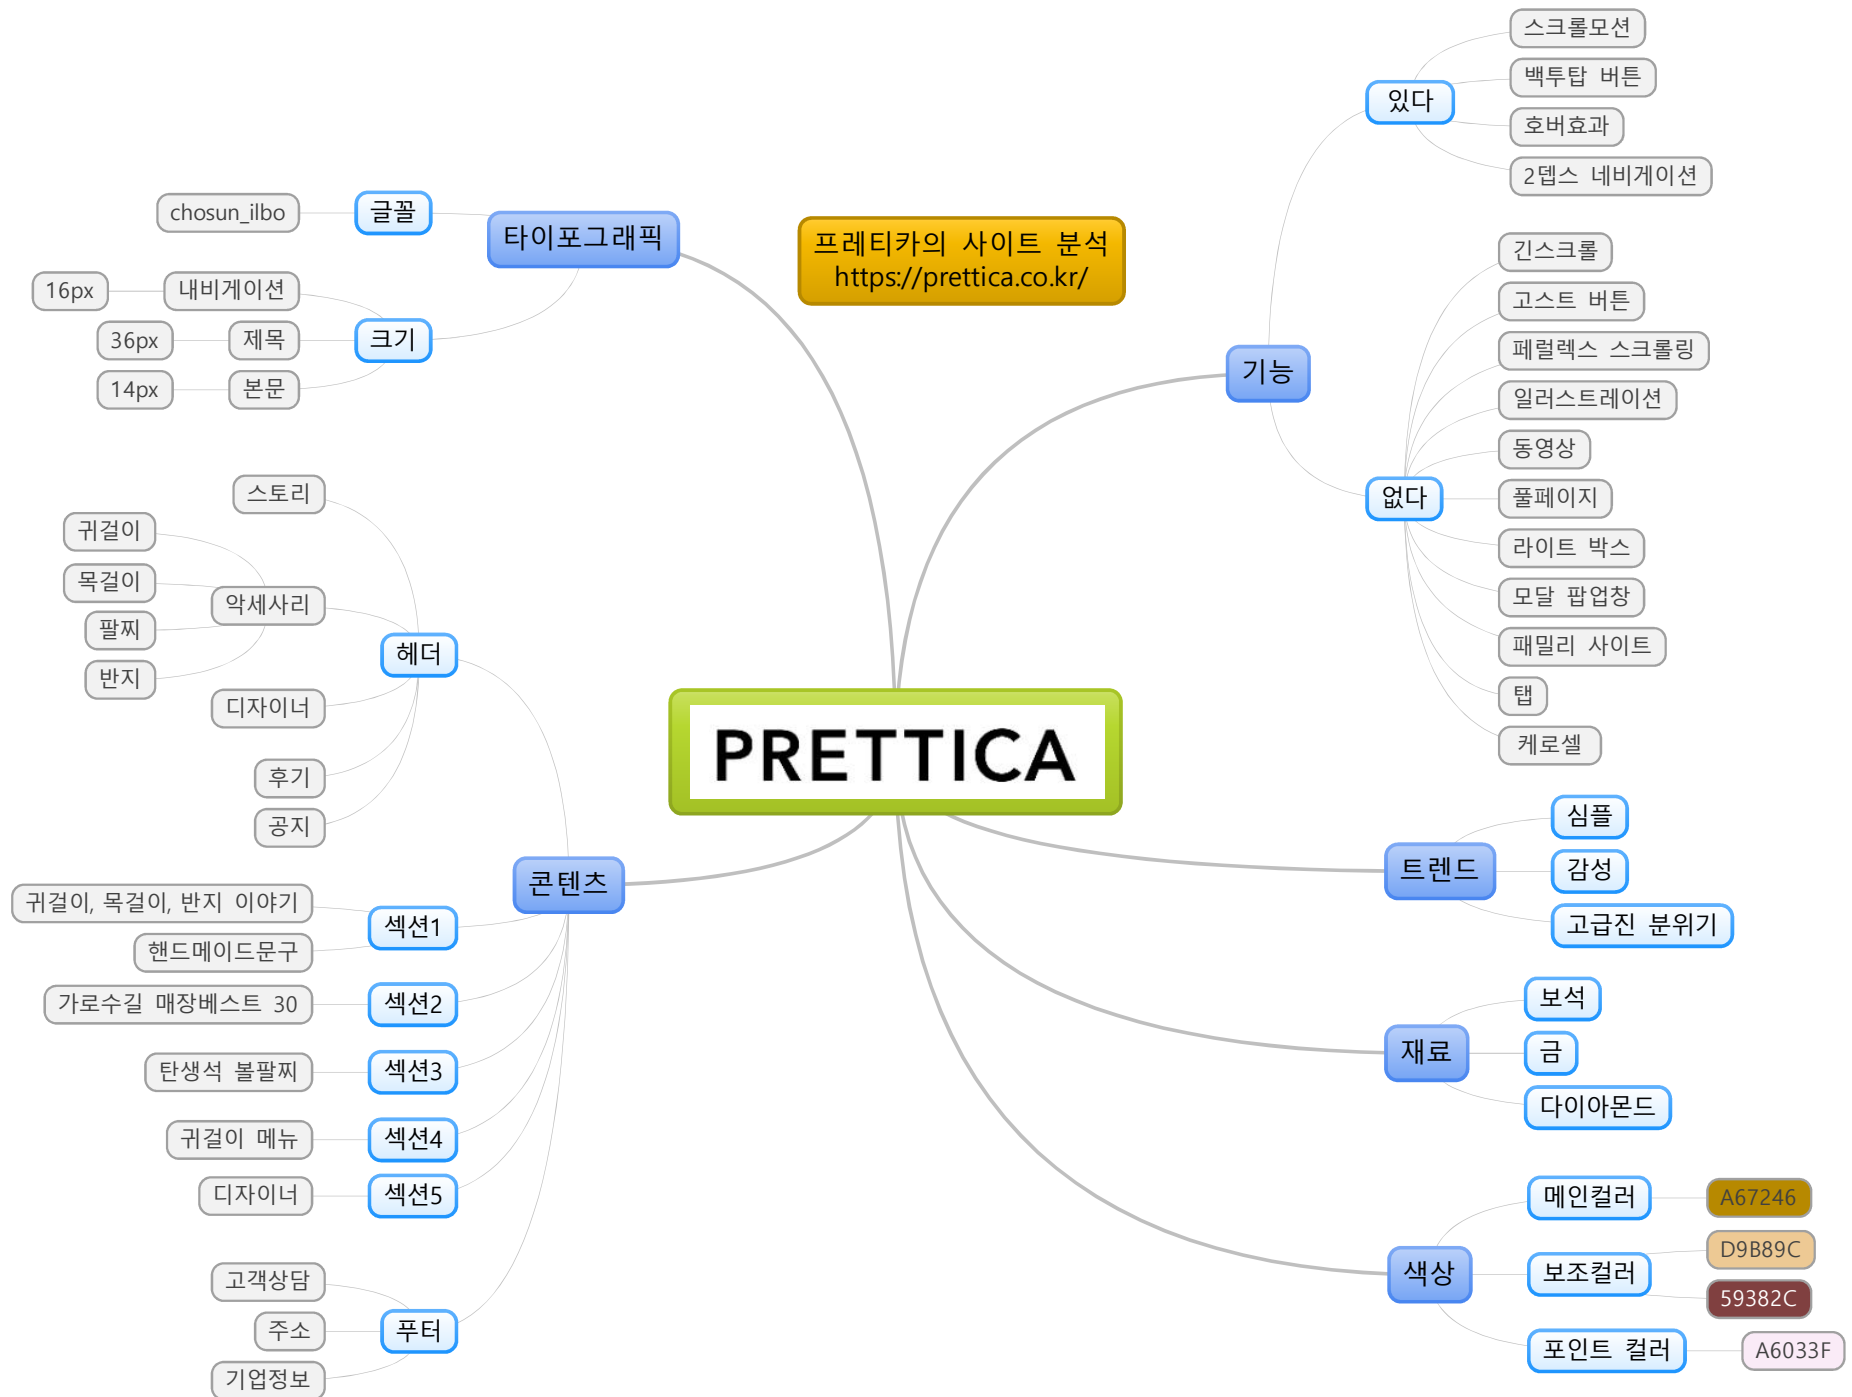 프레티카의 사이트 분석
https://prettica.co.kr/
PRETTICA
타이포그래픽
글꼴
chosun_ilbo
크기
내비게이션
16px
제목
36px
본문
14px
콘텐츠
헤더
스토리
악세사리
귀걸이
목걸이
팔찌
반지
디자이너
후기
공지
섹션1
귀걸이, 목걸이, 반지 이야기
핸드메이드문구
섹션2
가로수길 매장베스트 30
섹션3
탄생석 볼팔찌
섹션4
귀걸이 메뉴
섹션5
디자이너
푸터
고객상담
주소
기업정보
기능
있다
스크롤모션
백투탑 버튼
호버효과
2뎁스 네비게이션
없다
긴스크롤
고스트 버튼
페럴렉스 스크롤링
일러스트레이션
동영상
풀페이지
라이트 박스
모달 팝업창
패밀리 사이트
탭
케로셀
트렌드
심플
감성
고급진 분위기
재료
보석
금
다이아몬드
색상
메인컬러
A67246
보조컬러
D9B89C
59382C
포인트 컬러
A6033F